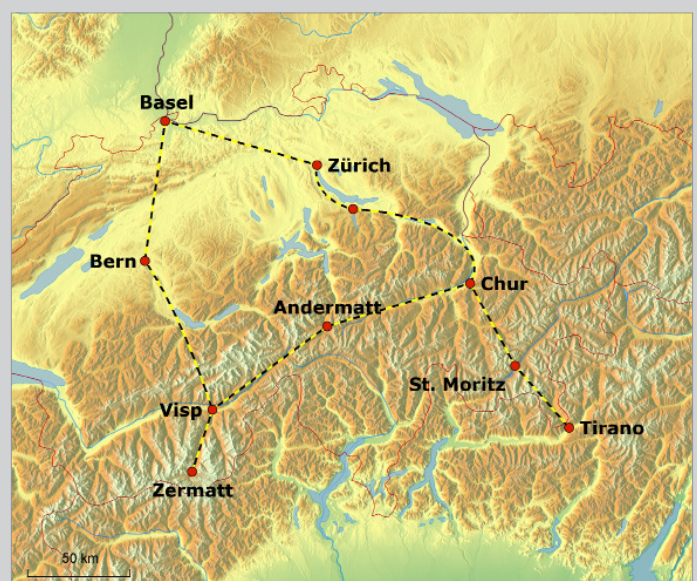 Basel
Zürich
Bern
Chur
Andermatt
St. Moritz
Visp
Tirano
Zermatt
50 km